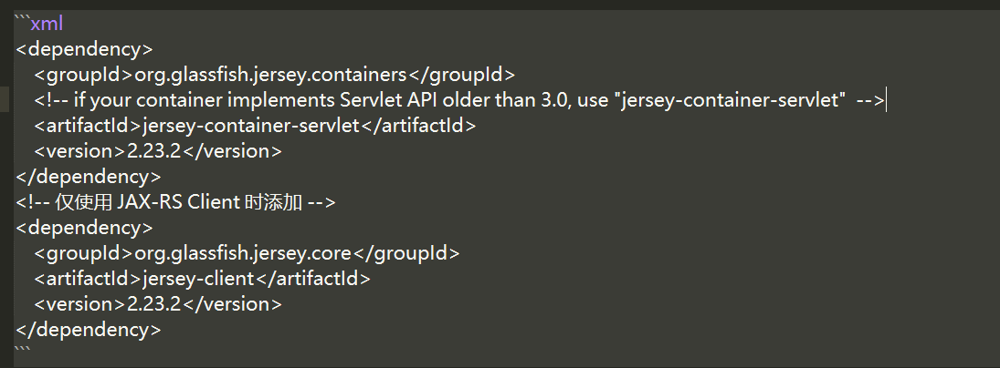 ```xml
<dependency>
<groupId>org.glassfish.jersey.containers</groupId>
<!-- if your container implements Servlet API older than 3.0, use "jersey-container-servlet"  -->
<artifactId>jersey-container-servlet</artifactId>
<version>2.23.2</version>
</dependency>
<!-- 仅使用 JAX-RS Client 时添加 -->
<dependency>
<groupId>org.glassfish.jersey.core</groupId>
<artifactId>jersey-client</artifactId>
<version>2.23.2</version>
</dependency>
```